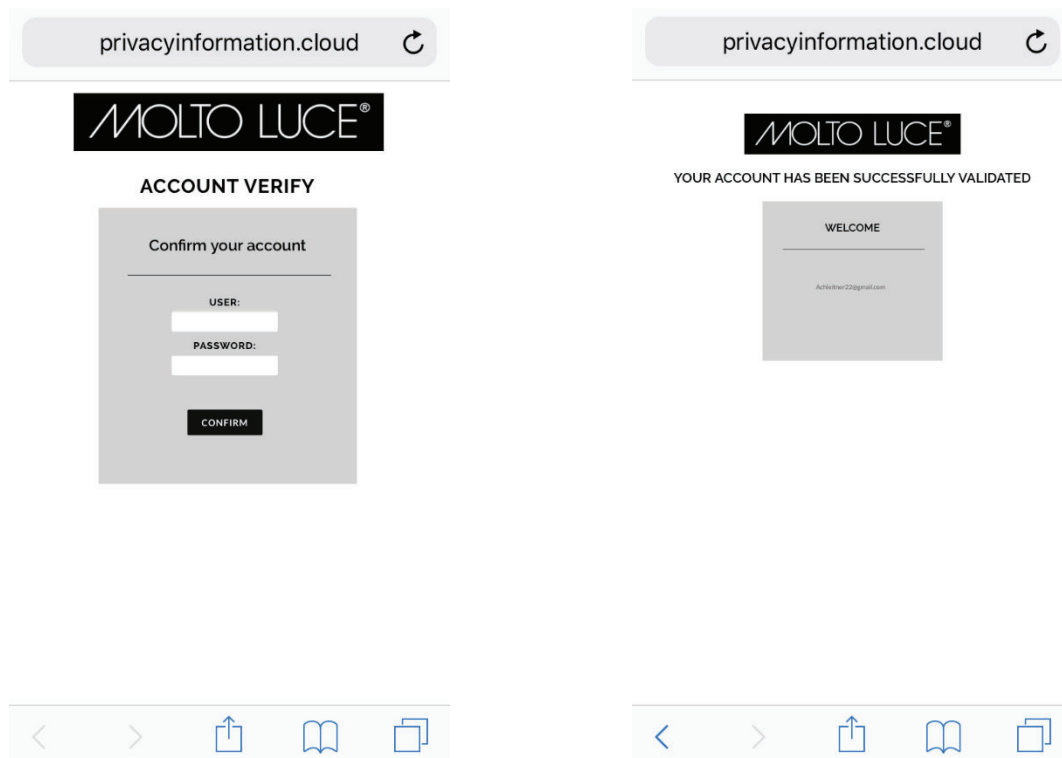 privacyinformation.cloud
MOLTO LUCE®
ACCOUNT VERIFY
Confirm your account
USER:
PASSWORD:
CONFIRM
privacyinformation.cloud
MOLTO LUCE®
YOUR ACCOUNT HAS BEEN SUCCESSFULLY VALIDATED
WELCOME